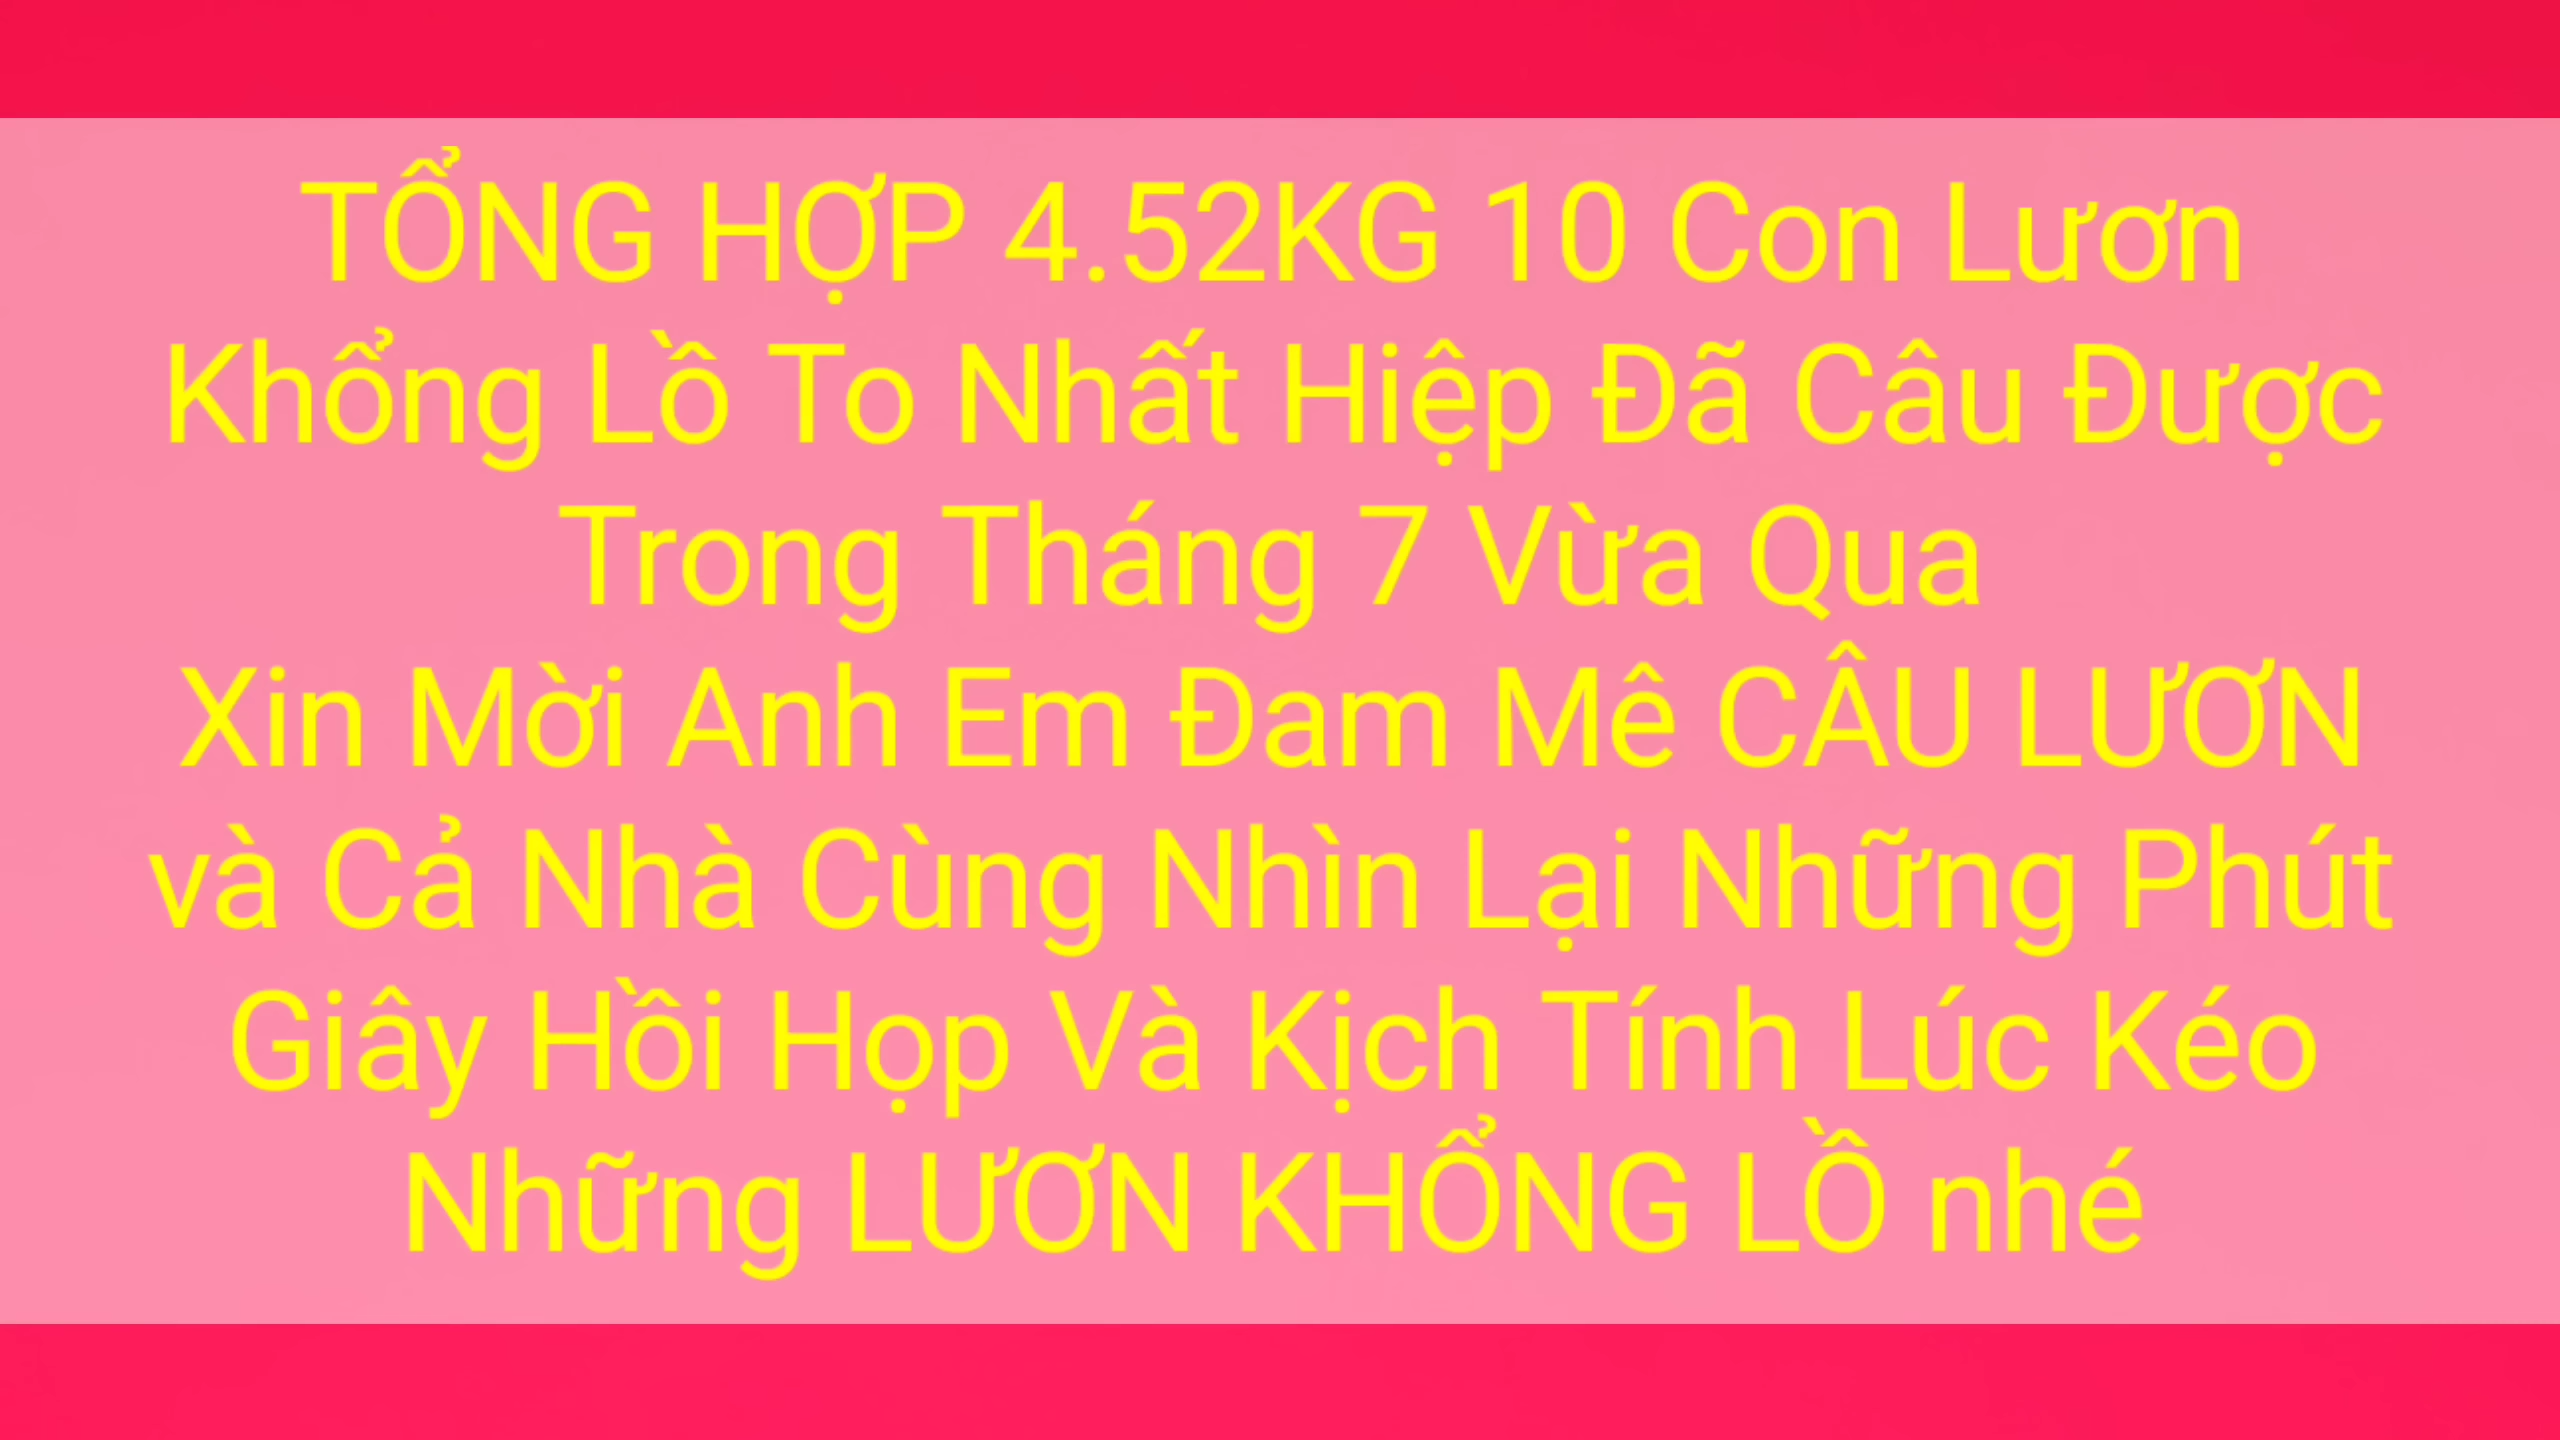 TỔNG HỢP 4.52KG 10 Con Lươn
Khổng Lồ To Nhất Hiệp Đã Câu Được
Trong Tháng 7 Vừa Qua
Xin Mời Anh Em Đam Mê CÂU LƯƠN
và Cả Nhà Cùng Nhìn Lại Những Phút
Giây Hồi Họp Và Kịch Tính Lúc Kéo
Những LƯƠN KHỔNG LỒ nhé